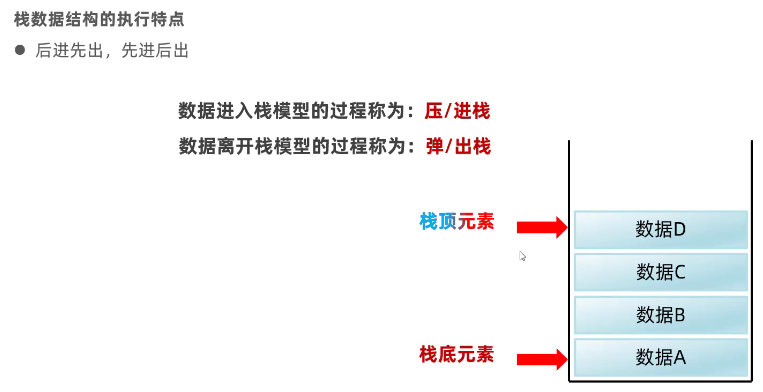 栈数据结构的执行特点
● 后进先出，先进后出
数据进入栈模型的过程称为：压/进栈
数据离开栈模型的过程称为：弹/出栈
栈顶元素
数据D
数据C
数据B
栈底元素
数据A